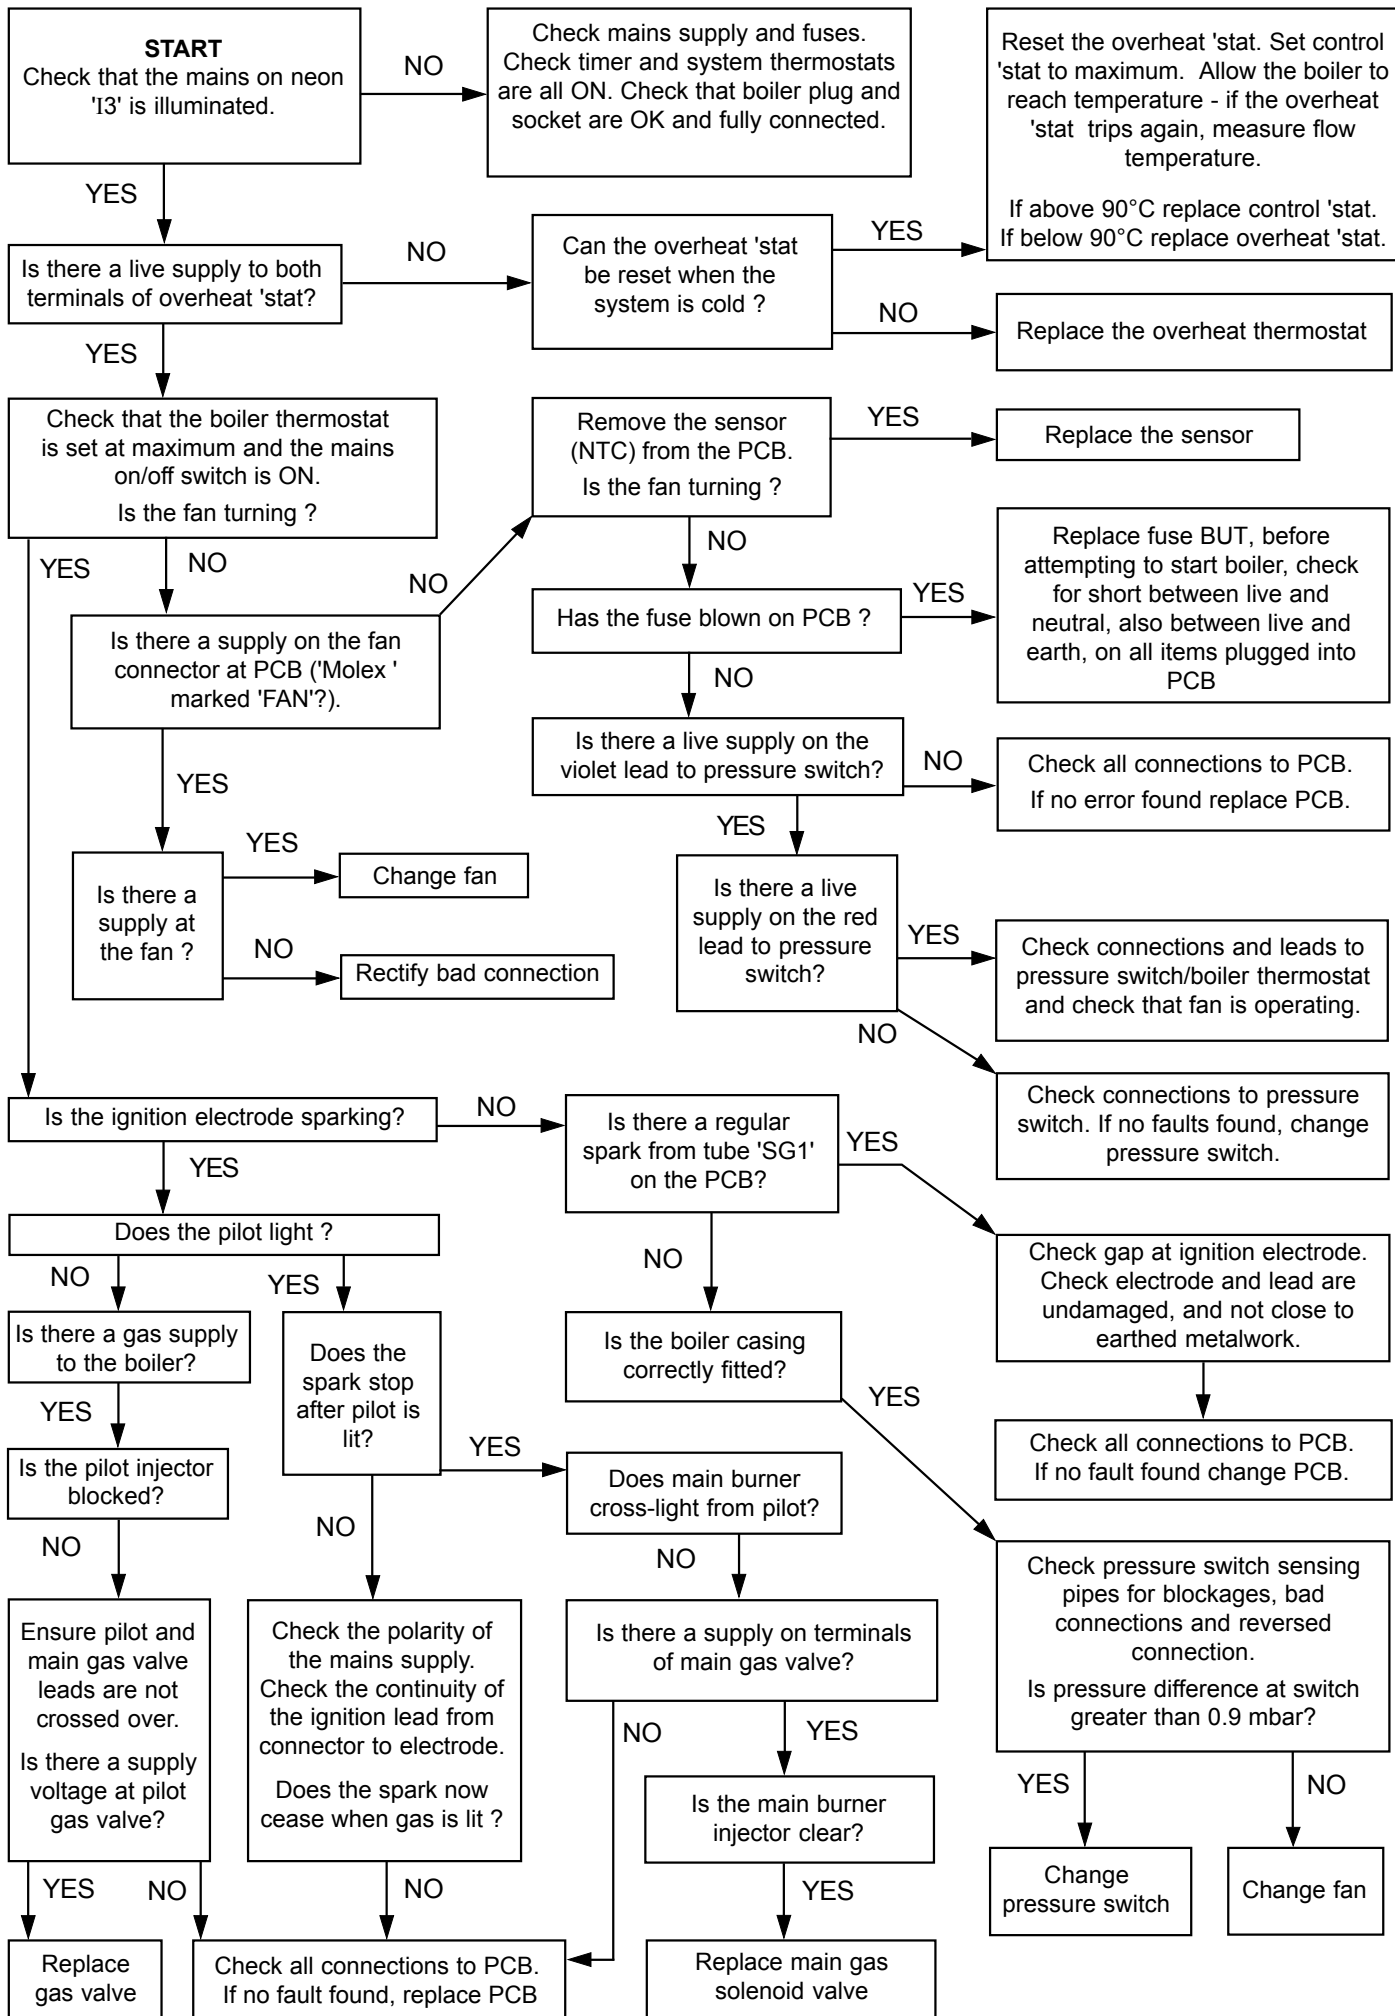 START
Check that the mains on neon
'I3' is illuminated.
NO
Check mains supply and fuses.
Check timer and system thermostats
are all ON. Check that boiler plug and
socket are OK and fully connected.
Reset the overheat 'stat. Set control
'stat to maximum. Allow the boiler to
reach temperature - if the overheat
'stat trips again, measure flow
temperature.
If above 90°C replace control 'stat.
If below 90°C replace overheat 'stat.
YES
Is there a live supply to both
terminals of overheat 'stat?
NO
Can the overheat 'stat
be reset when the
system is cold ?
YES
NO
Replace the overheat thermostat
YES
Check that the boiler thermostat
is set at maximum and the mains
on/off switch is ON.
Is the fan turning ?
Remove the sensor
(NTC) from the PCB.
Is the fan turning ?
YES
Replace the sensor
YES
NO
NO
NO
Is there a supply on the fan
connector at PCB ('Molex '
marked 'FAN'?).
Has the fuse blown on PCB ?
YES
Replace fuse BUT, before
attempting to start boiler, check
for short between live and
neutral, also between live and
earth, on all items plugged into
PCB
NO
Is there a live supply on the
violet lead to pressure switch?
NO
Check all connections to PCB.
If no error found replace PCB.
YES
YES
Is there a
supply at
the fan ?
YES
Change fan
NO
Rectify bad connection
Is there a live
supply on the red
lead to pressure
switch?
YES
Check connections and leads to
pressure switch/boiler thermostat
and check that fan is operating.
NO
Check connections to pressure
switch. If no faults found, change
pressure switch.
Is the ignition electrode sparking?
NO
Is there a regular
spark from tube 'SG1'
on the PCB?
YES
YES
Does the pilot light ?
NO
Check gap at ignition electrode.
Check electrode and lead are
undamaged, and not close to
earthed metalwork.
NO
YES
Is there a gas supply
to the boiler?
Does the
spark stop
after pilot is
lit?
Is the boiler casing
correctly fitted?
YES
Check all connections to PCB.
If no fault found change PCB.
YES
Is the pilot injector
blocked?
YES
Does main burner
cross-light from pilot?
NO
NO
NO
Check pressure switch sensing
pipes for blockages, bad
connections and reversed
connection.
Is pressure difference at switch
greater than 0.9 mbar?
Ensure pilot and
main gas valve
leads are not
crossed over.
Is there a supply
voltage at pilot
gas valve?
Check the polarity of
the mains supply.
Check the continuity of
the ignition lead from
connector to electrode.
Does the spark now
cease when gas is lit ?
Is there a supply on terminals
of main gas valve?
NO
YES
YES
NO
Is the main burner
injector clear?
Change
pressure switch
Change fan
YES
NO
NO
YES
Replace
gas valve
Check all connections to PCB.
If no fault found, replace PCB
Replace main gas
solenoid valve